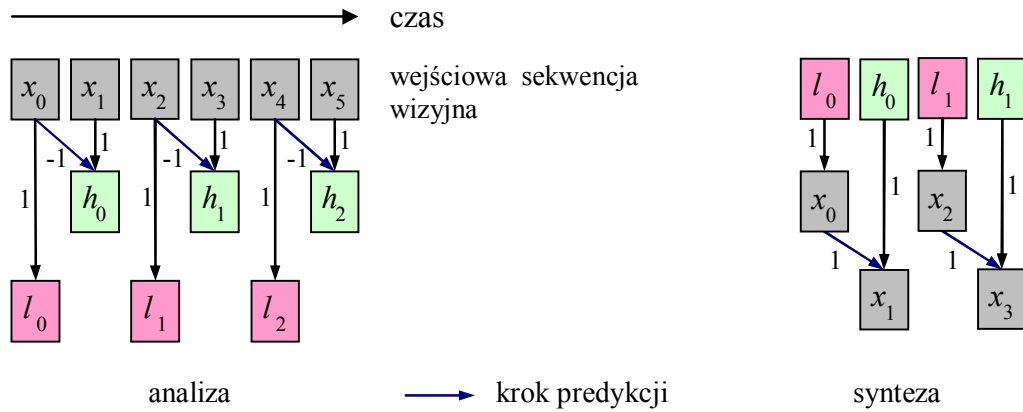 czas
x₀ x₁ x₂ x₃ x₄ x₅
wejściowa sekwencja
wizyjna
l₀ h₀ l₁ h₁
1 1 1
-1 -1 -1
1 1
1 1 1
1 1
h₀ h₁ h₂
x₀ x₂
1 1
l₀ l₁ l₂
x₁ x₃
analiza
krok predykcji
synteza